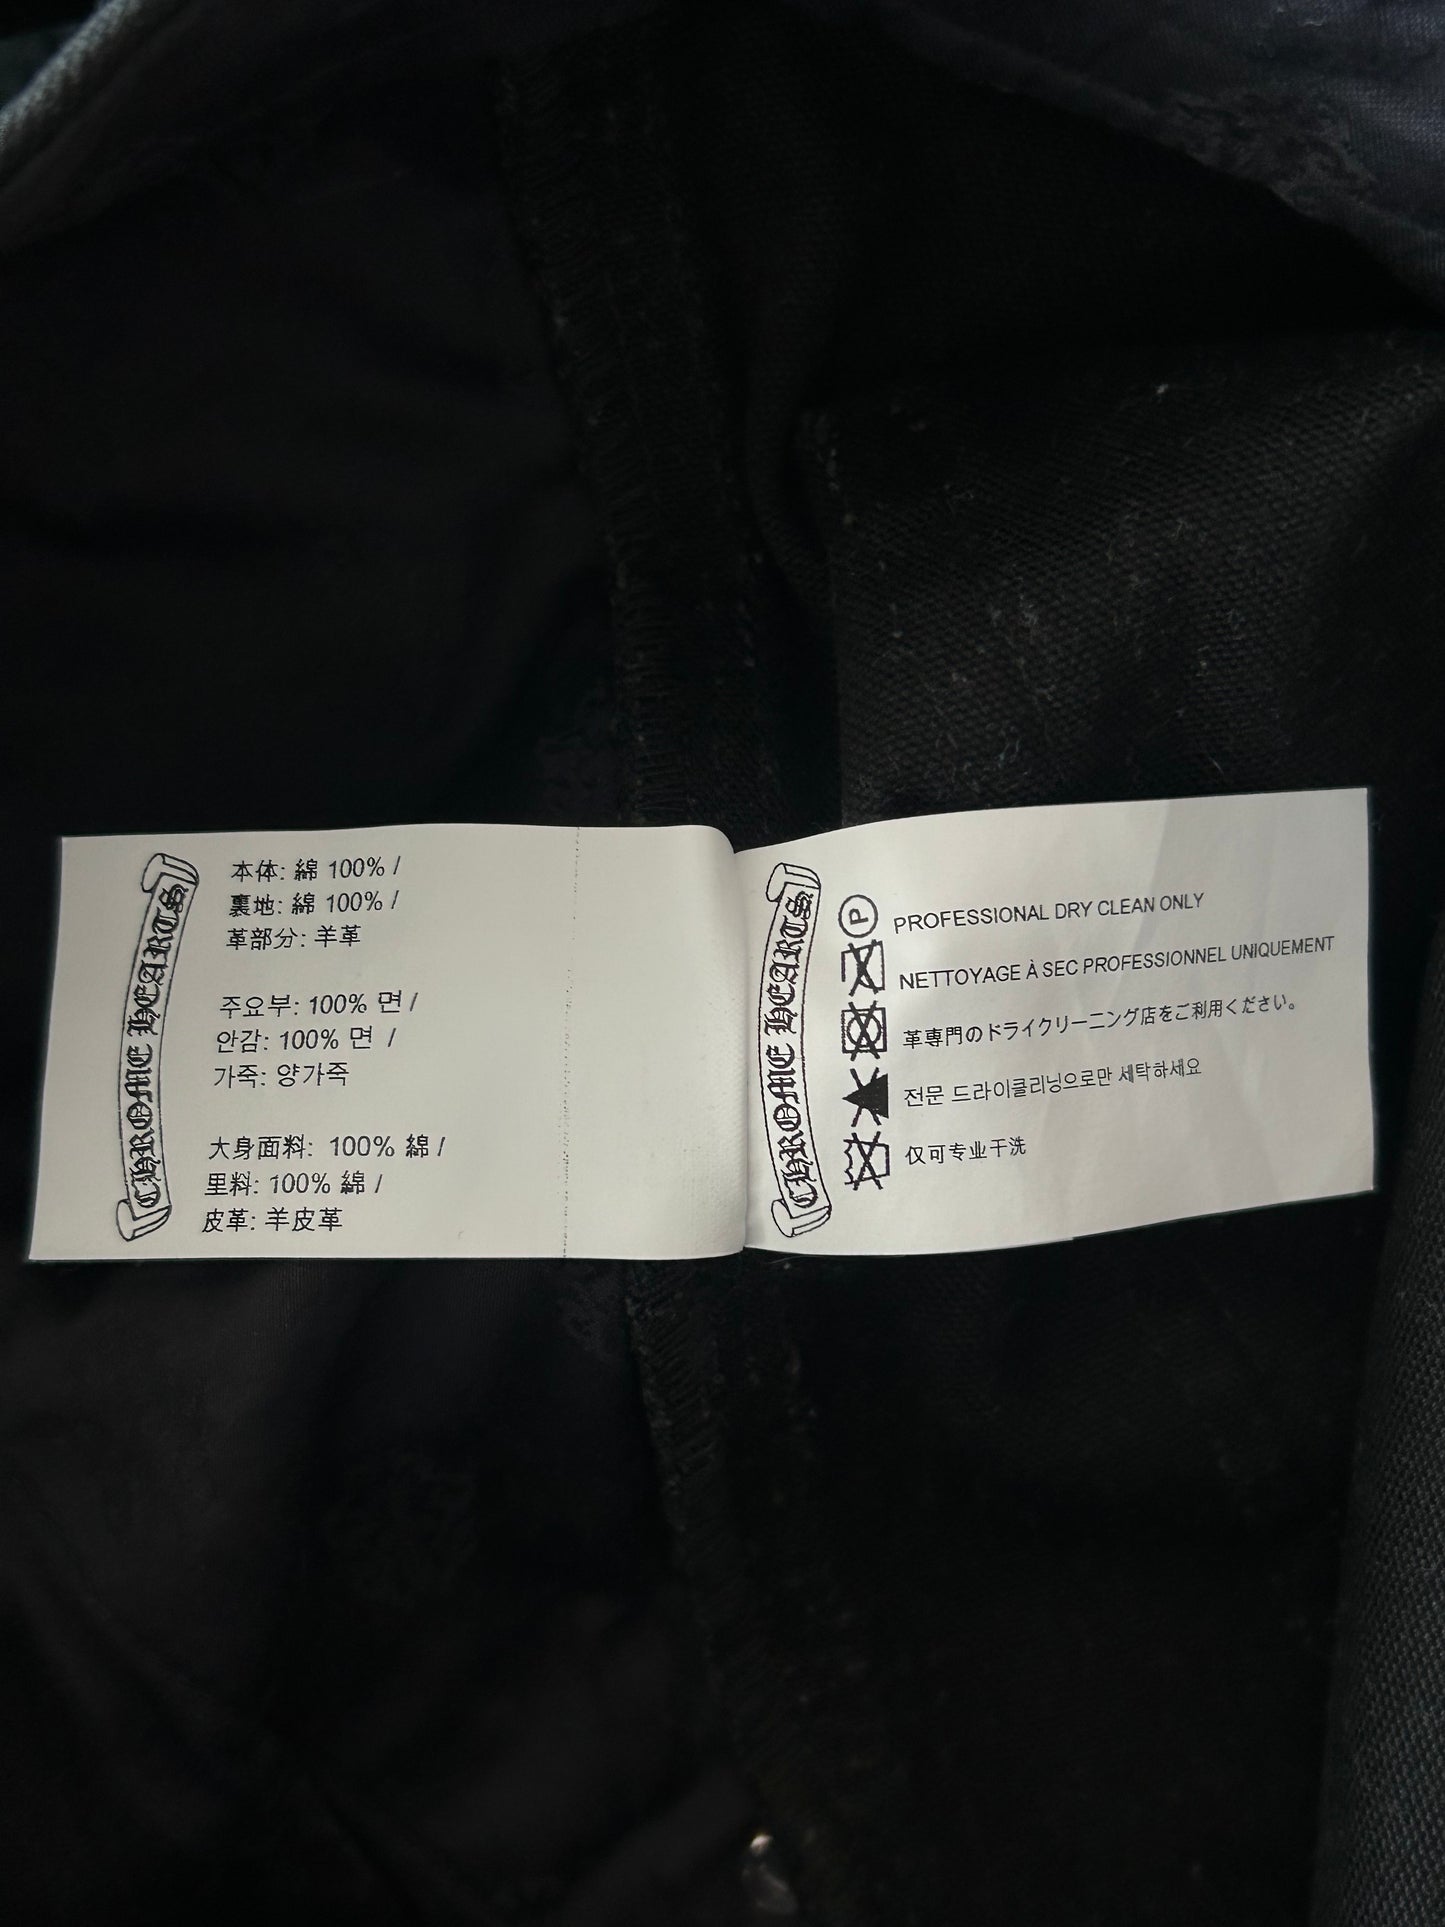 CHROME HEARTS
本体: 綿 100% /
裏地: 綿 100% /
革部分: 羊革
주요부: 100% 면 /
안감: 100% 면 /
가죽: 양가죽
大身面料: 100% 綿 /
里料: 100% 綿 /
皮革: 羊皮革
CHROME HEARTS
P
PROFESSIONAL DRY CLEAN ONLY
NETTOYAGE À SEC PROFESSIONNEL UNIQUEMENT
革専門のドライクリーニング店をご利用ください。
전문 드라이클리닝으로만 세탁하세요
仅可专业干洗